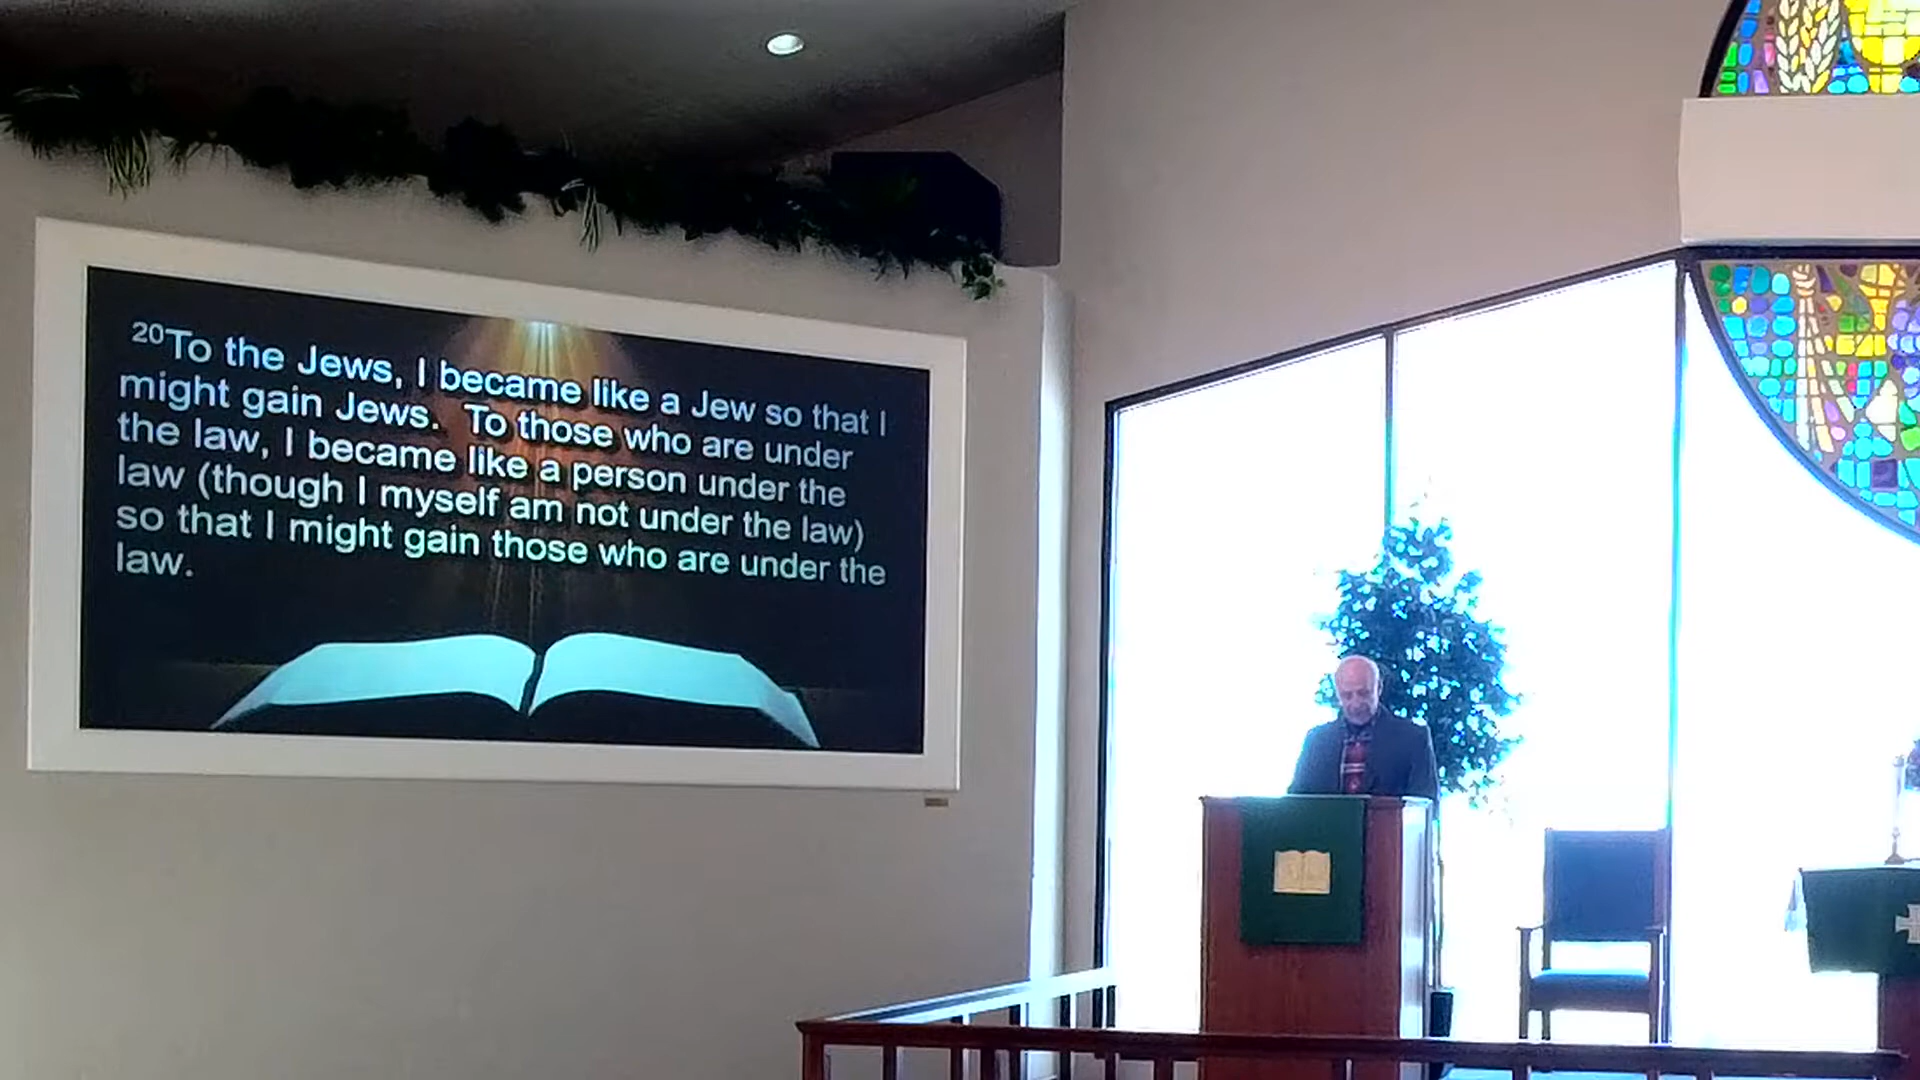 ²⁰To the Jews, I became like a Jew so that I
might gain Jews. To those who are under
the law, I became like a person under the
law (though I myself am not under the law)
so that I might gain those who are under the
law.